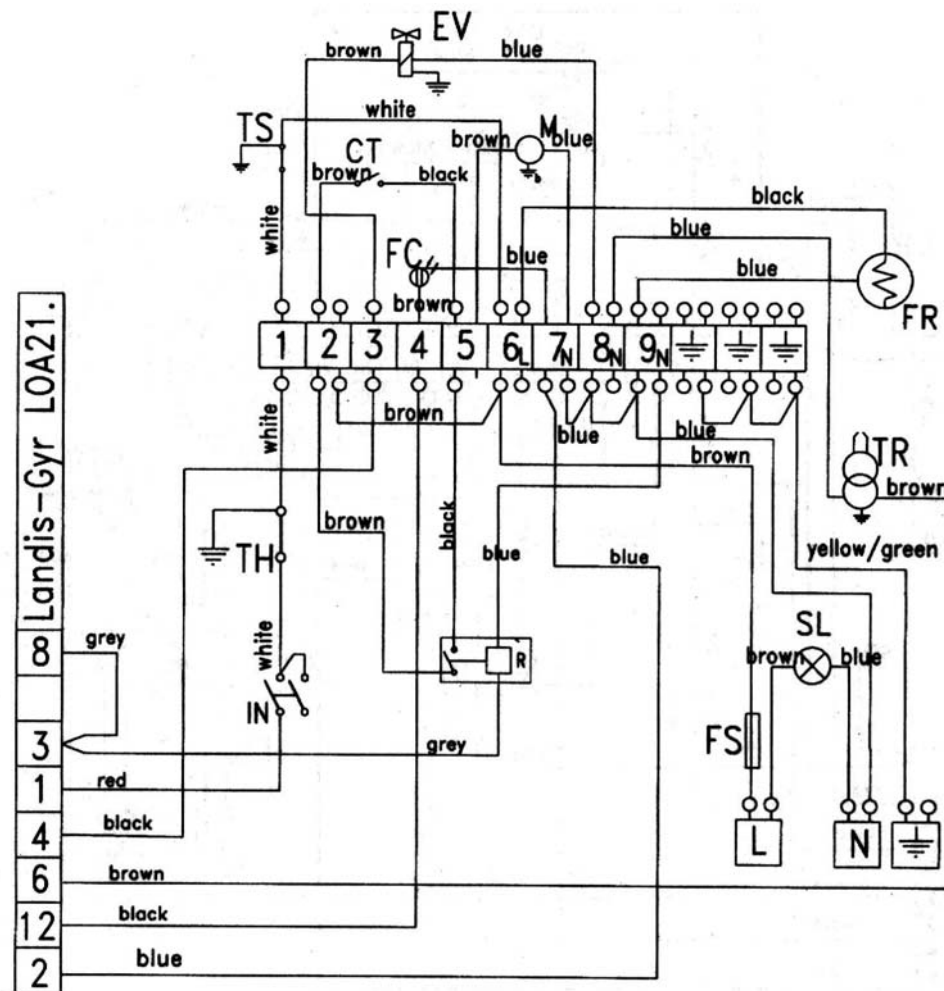 EV
brown
blue
white
TS
brown
M
blue
CT
brown
black
black
white
FC
blue
blue
blue
brown
FR
1 2 3 4 5 6L 7N 8N 9N
Landis-Gyr LOA21.
white
brown
blue
blue
brown
TR
brown
brown
black
blue
blue
yellow/green
TH
8
grey
white
SL
brown
blue
R
IN
FS
3
grey
1
red
4
black
L
N
6
brown
12
black
2
blue